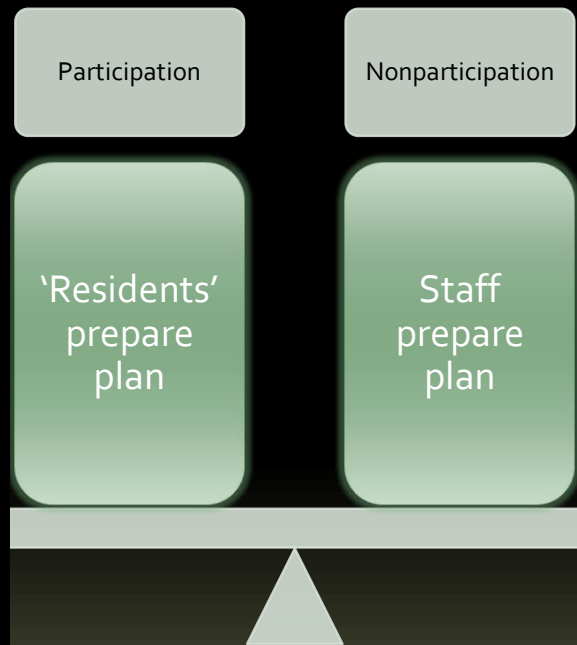 Participation
Nonparticipation
‘Residents’
prepare
plan
Staff
prepare
plan